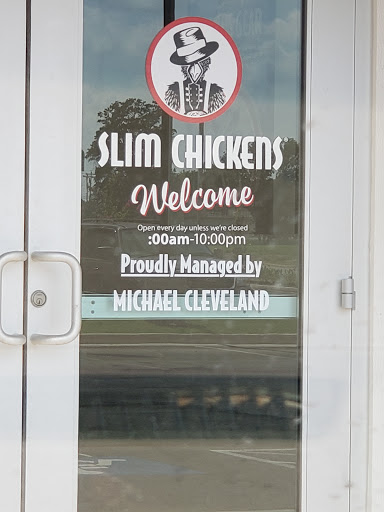 SLIM CHICKENS
Welcome
Open every day unless we're closed
:00am-10:00pm
Proudly Managed by
MICHAEL CLEVELAND